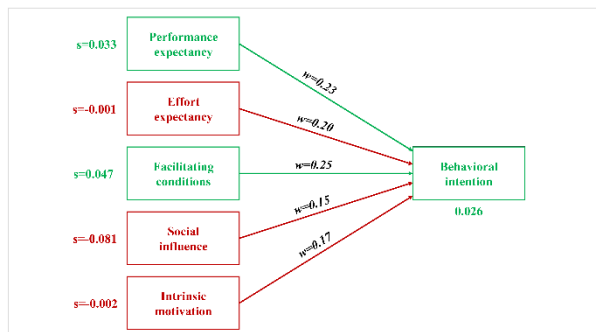 Performance
expectancy
s=0.033
w=0.23
Effort
expectancy
s=-0.001
w=0.20
Facilitating
conditions
s=0.047
w=0.25
Behavioral
intention
0.026
Social
influence
s=-0.081
w=0.15
Intrinsic
motivation
s=-0.002
w=0.17